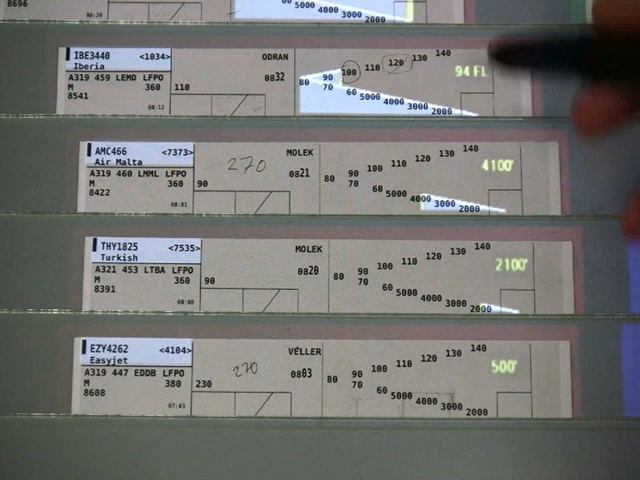 8696
08:20
5000 4000 3000 2000
IBE3440 <1034>
Iberia
A319 459 LEMD LFPO
M 360
8541
08:12
110
ODRAN
0832
80 90 100 110 120 130 140
70 60 5000 4000 3000 2000
94 FL
AMC466 <7373>
Air Malta
A319 460 LMML LFPO
M 360
8422
08:01
90
270
MOLEK
0821
80 90 100 110 120 130 140
70 60 5000 4000 3000 2000
4100'
THY1825 <7535>
Turkish
A321 453 LTBA LFPO
M 360
8391
08:00
90
MOLEK
0820
80 90 100 110 120 130 140
70 60 5000 4000 3000 2000
2100'
EZY4262 <4104>
Easyjet
A319 447 EDDB LFPO
M 380
8608
07:43
230
270
VELLER
0803
80 90 100 110 120 130 140
70 60 5000 4000 3000 2000
500'